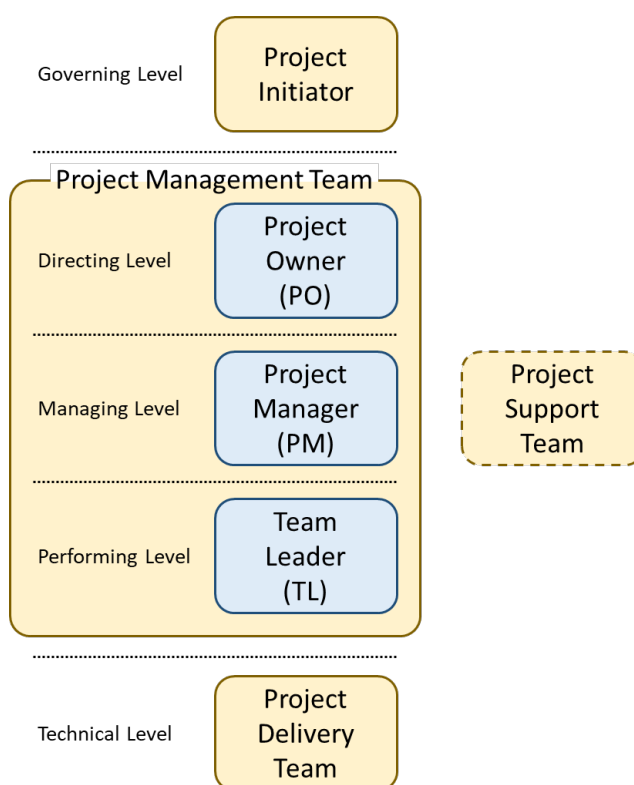 Governing Level
Project
Initiator
Project Management Team
Directing Level
Project
Owner
(PO)
Managing Level
Project
Manager
(PM)
Project
Support
Team
Performing Level
Team
Leader
(TL)
Technical Level
Project
Delivery
Team